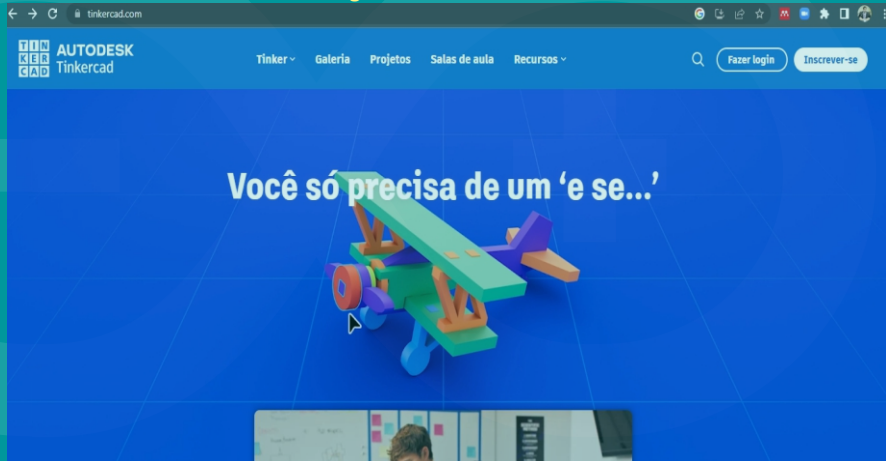 tinkercad.com
TIN
KER
CAD
AUTODESK
Tinkercad
Tinker
Galeria
Projetos
Salas de aula
Recursos
Fazer login
Inscrever-se
Você só precisa de um ‘e se...’